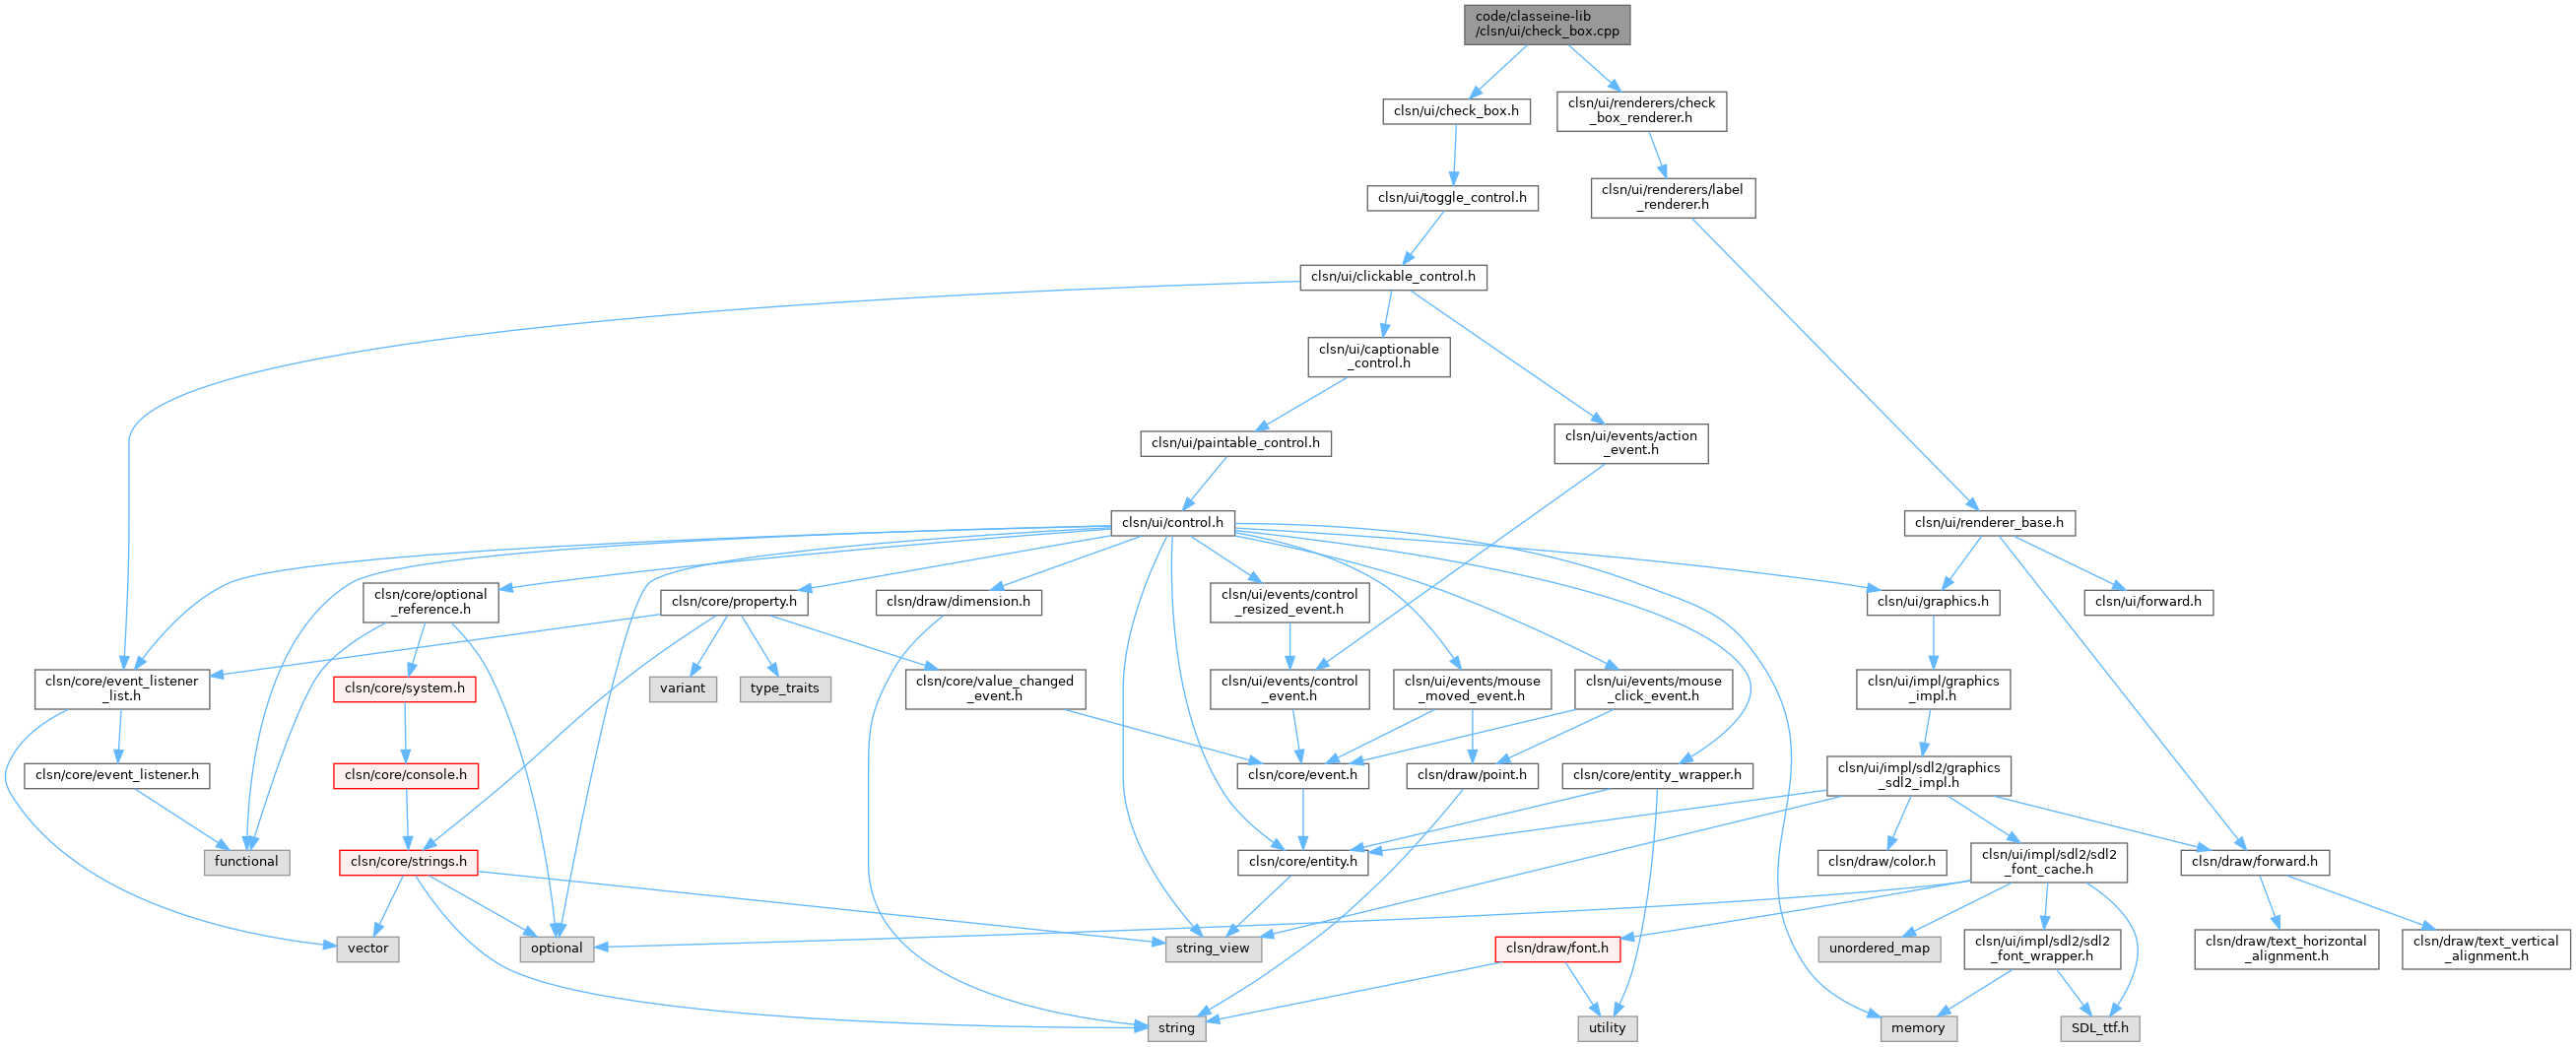 code/classeine-lib
/clsn/ui/check_box.cpp
clsn/ui/check_box.h
clsn/ui/renderers/check
_box_renderer.h
clsn/ui/toggle_control.h
clsn/ui/renderers/label
_renderer.h
clsn/ui/clickable_control.h
clsn/ui/captionable
_control.h
clsn/ui/paintable_control.h
clsn/ui/events/action
_event.h
clsn/ui/control.h
clsn/ui/renderer_base.h
clsn/core/optional
_reference.h
clsn/core/property.h
clsn/draw/dimension.h
clsn/ui/events/control
_resized_event.h
clsn/ui/graphics.h
clsn/ui/forward.h
clsn/core/event_listener
_list.h
clsn/core/system.h
variant
type_traits
clsn/core/value_changed
_event.h
clsn/ui/events/control
_event.h
clsn/ui/events/mouse
_moved_event.h
clsn/ui/events/mouse
_click_event.h
clsn/ui/impl/graphics
_impl.h
clsn/core/event_listener.h
clsn/core/console.h
clsn/core/event.h
clsn/draw/point.h
clsn/core/entity_wrapper.h
clsn/ui/impl/sdl2/graphics
_sdl2_impl.h
functional
clsn/core/strings.h
clsn/core/entity.h
clsn/draw/color.h
clsn/ui/impl/sdl2/sdl2
_font_cache.h
clsn/draw/forward.h
vector
optional
string_view
clsn/draw/font.h
unordered_map
clsn/ui/impl/sdl2/sdl2
_font_wrapper.h
clsn/draw/text_horizontal
_alignment.h
clsn/draw/text_vertical
_alignment.h
string
utility
memory
SDL_ttf.h